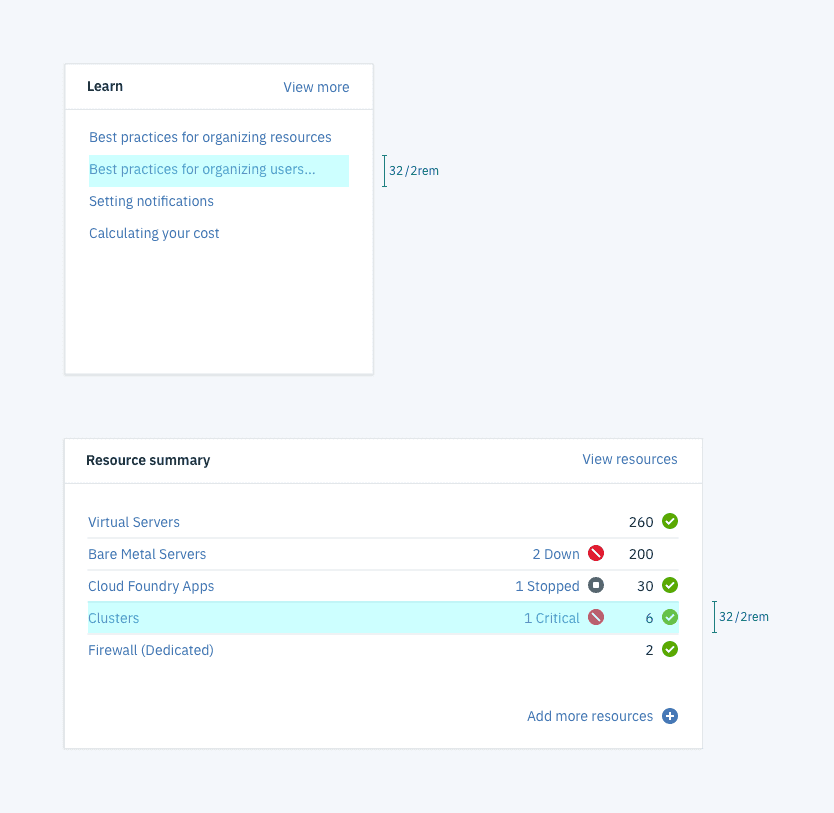 Learn View more
Best practices for organizing resources
Best practices for organizing users... 32/2rem
Setting notifications
Calculating your cost
Resource summary View resources
Virtual Servers 260
Bare Metal Servers 2 Down 200
Cloud Foundry Apps 1 Stopped 30
Clusters 1 Critical 6 32/2rem
Firewall (Dedicated) 2
Add more resources